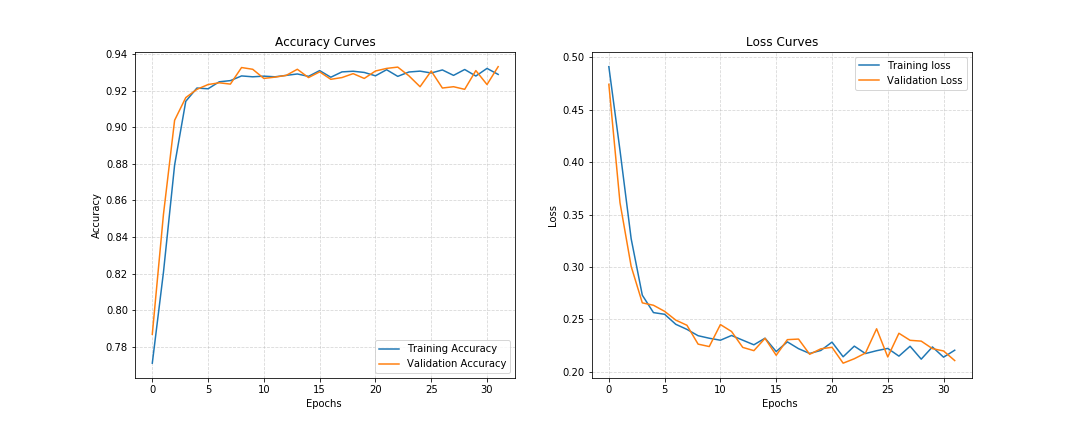 Accuracy Curves
Accuracy
0.94
0.92
0.90
0.88
0.86
0.84
0.82
0.80
0.78
0 5 10 15 20 25 30
Epochs
Training Accuracy
Validation Accuracy
Loss Curves
Loss
0.50
0.45
0.40
0.35
0.30
0.25
0.20
0 5 10 15 20 25 30
Epochs
Training loss
Validation Loss